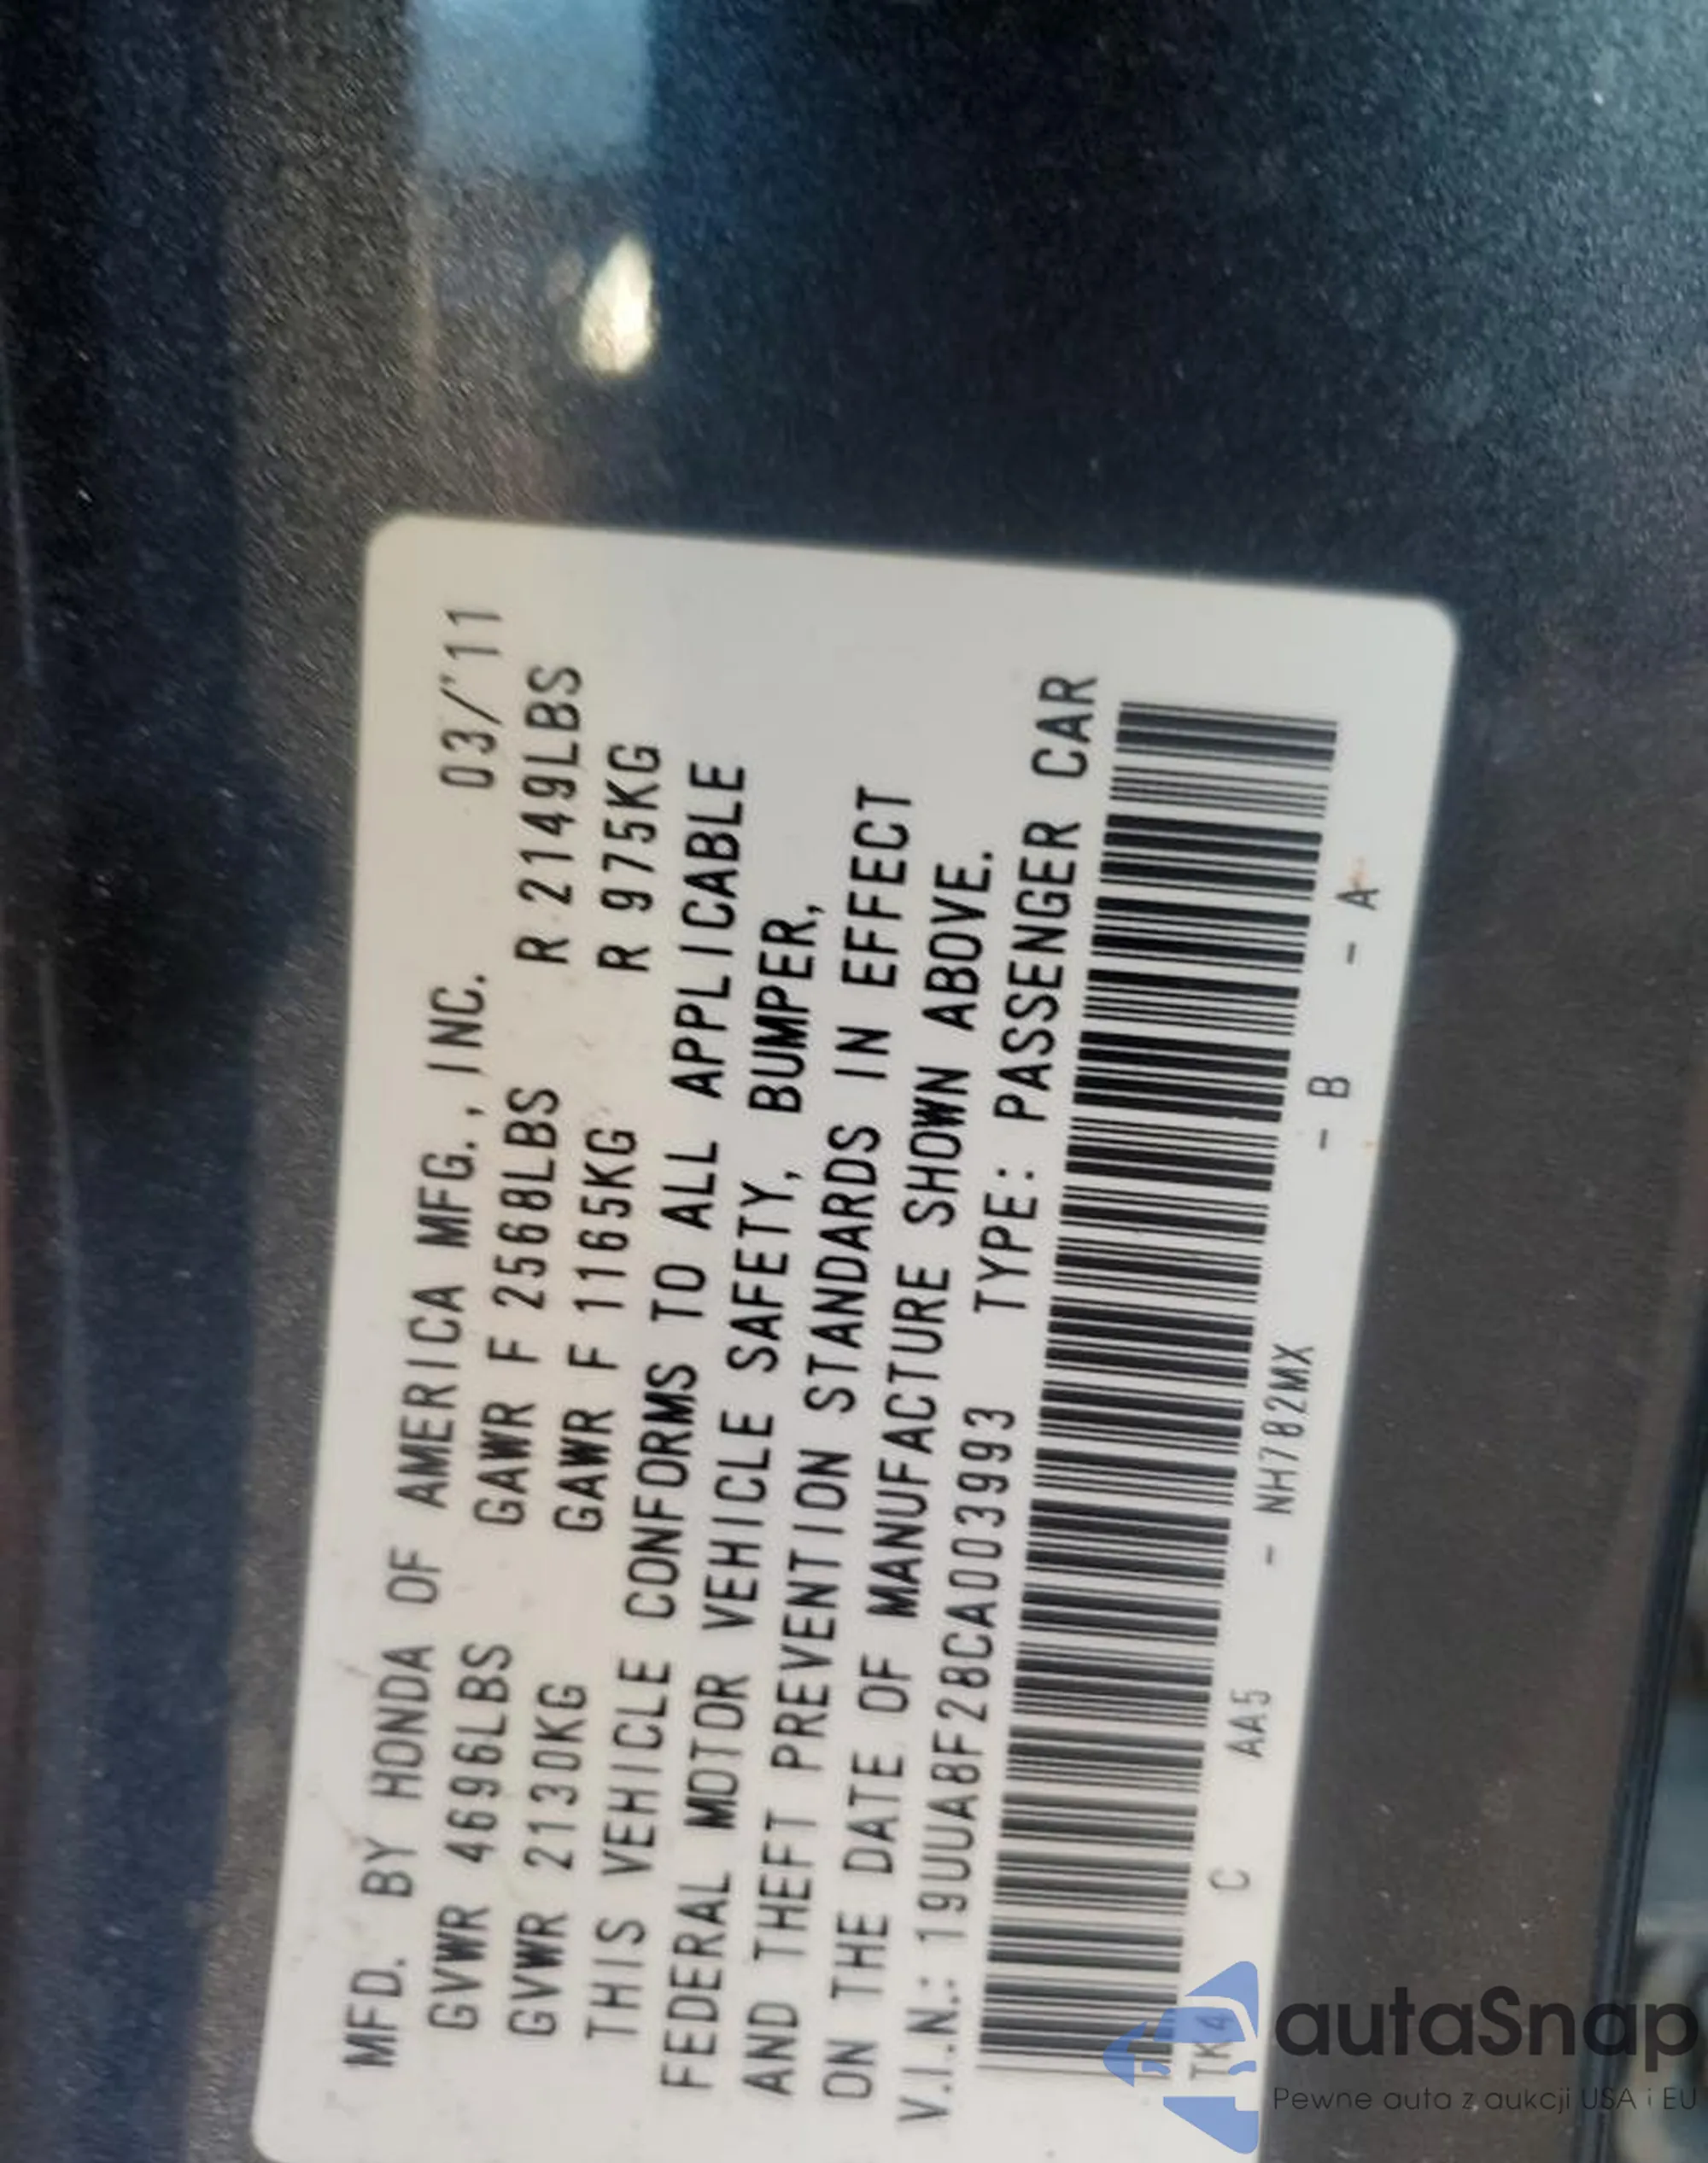 MFD. BY HONDA OF AMERICA MFG., INC. 03/'11
GVWR 4696LBS GAWR F 2568LBS R 2149LBS
GVWR 2130KG GAWR F 1165KG R 975KG
THIS VEHICLE CONFORMS TO ALL APPLICABLE
FEDERAL MOTOR VEHICLE SAFETY, BUMPER,
AND THEFT PREVENTION STANDARDS IN EFFECT
ON THE DATE OF MANUFACTURE SHOWN ABOVE.
V.I.N.: 19UUA8F28CA003993 TYPE: PASSENGER CAR
TK4 C AA5 - NH782MX - B - A
autaSnap
Pewne auta z aukcji USA i EU